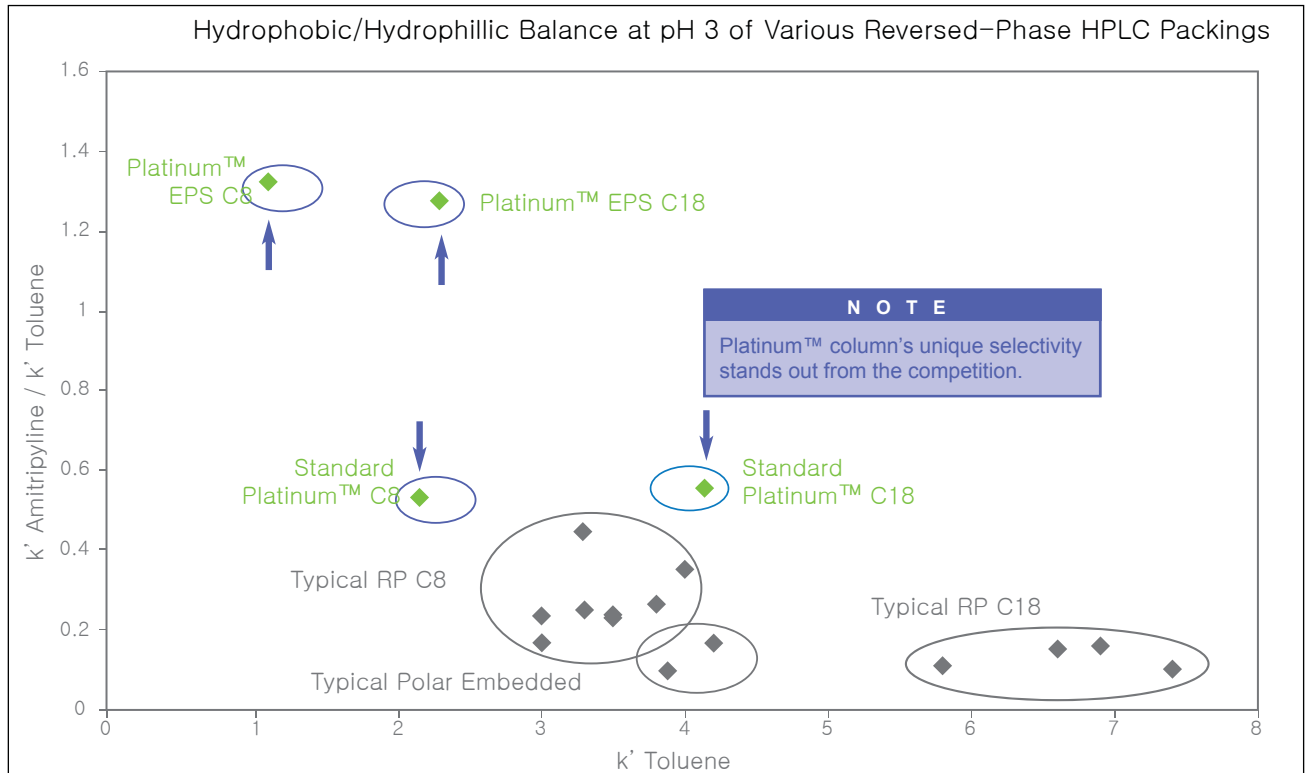 Hydrophobic/Hydrophillic Balance at pH 3 of Various Reversed-Phase HPLC Packings
1.6
1.4
1.2
1
0.8
0.6
0.4
0.2
0
k' Amitripyline / k' Toluene
Platinum™
EPS C8
Platinum™ EPS C18
N O T E
Platinum™ column's unique selectivity
stands out from the competition.
Standard
Platinum™ C8
Standard
Platinum™ C18
Typical RP C8
Typical RP C18
Typical Polar Embedded
0 1 2 3 4 5 6 7 8
k' Toluene